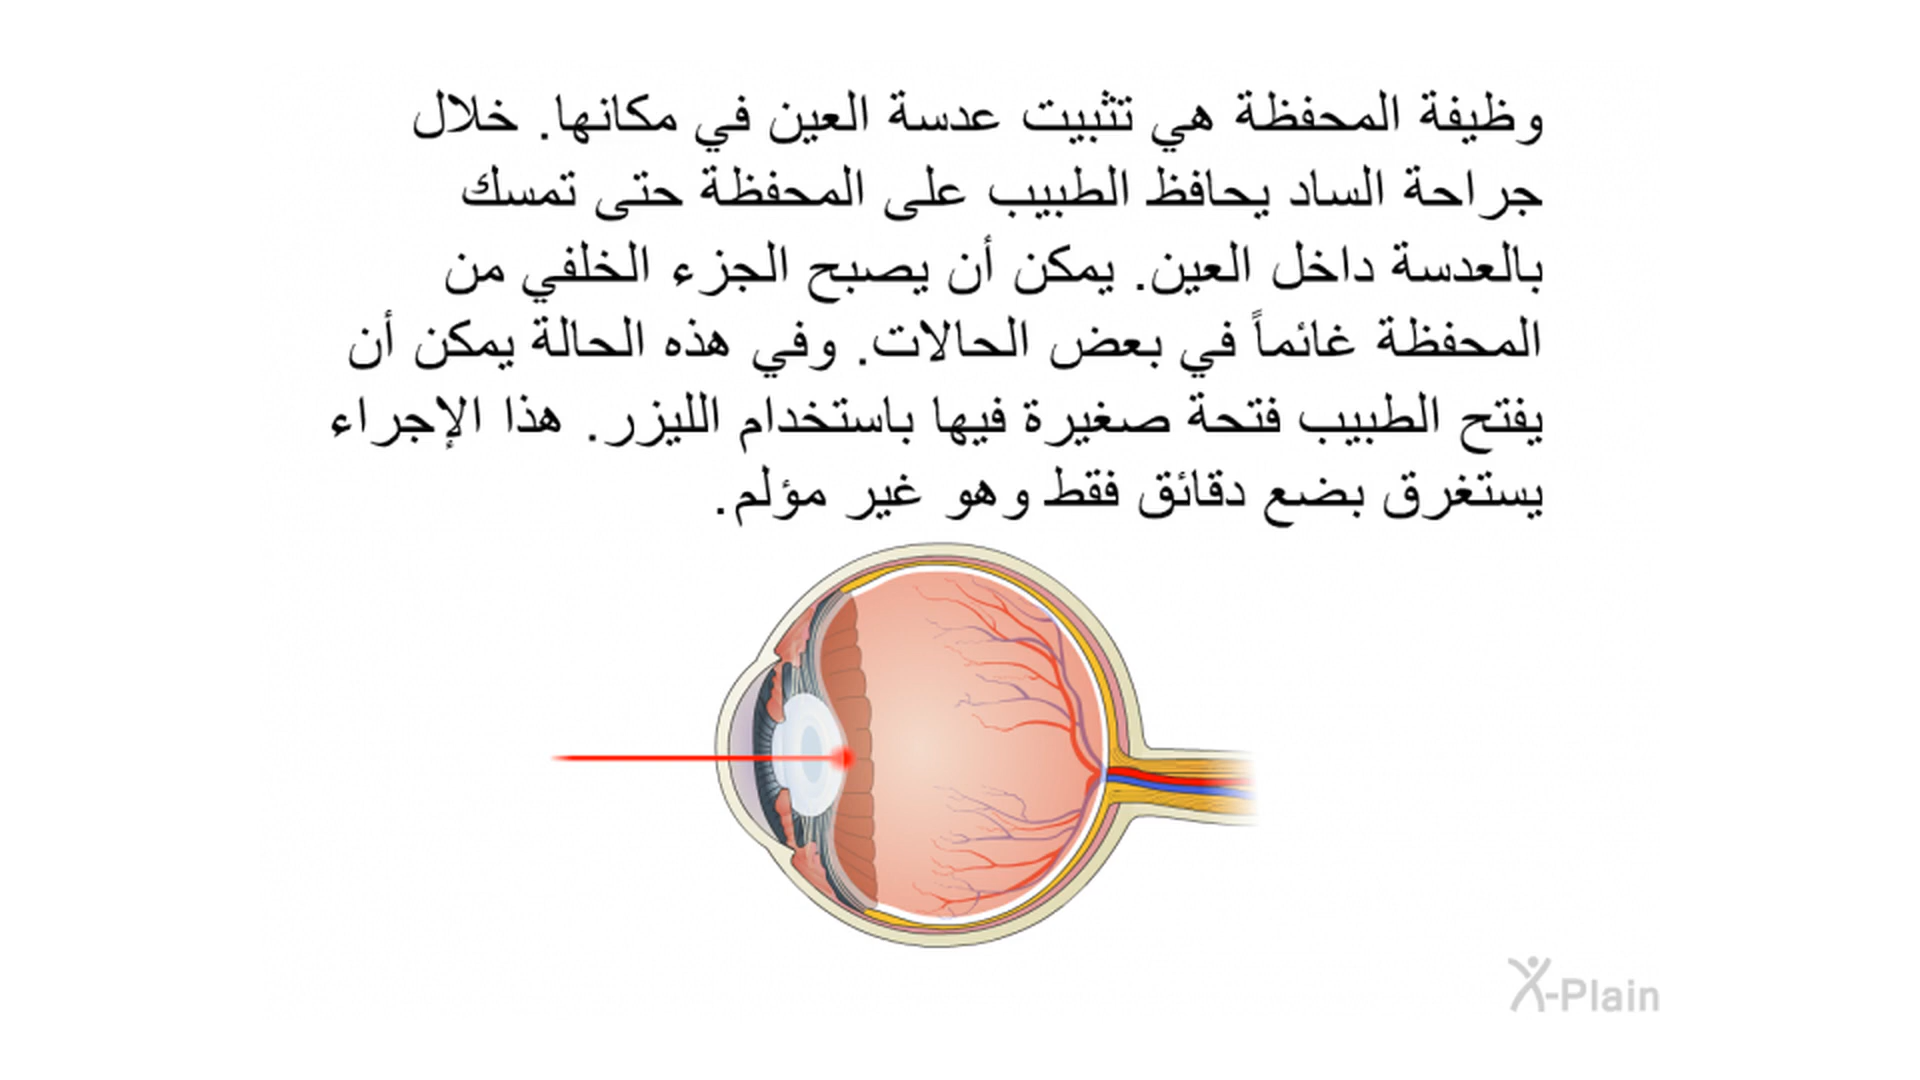 وظيفة المحفظة هي تثبيت عدسة العين في مكانها. خلال
جراحة الساد يحافظ الطبيب على المحفظة حتى تمسك
بالعدسة داخل العين. يمكن أن يصبح الجزء الخلفي من
المحفظة غائماً في بعض الحالات. وفي هذه الحالة يمكن أن
يفتح الطبيب فتحة صغيرة فيها باستخدام الليزر. هذا الإجراء
يستغرق بضع دقائق فقط وهو غير مؤلم.
X-Plain